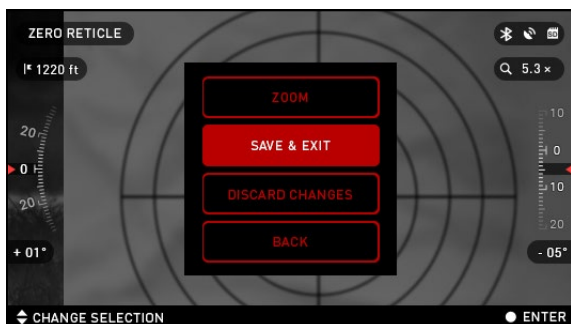 ZERO RETICLE
1220 ft
5.3 ×
ZOOM
SAVE & EXIT
DISCARD CHANGES
BACK
20
0
20
+ 01°
10
0
10
20
- 05°
CHANGE SELECTION
ENTER
SD